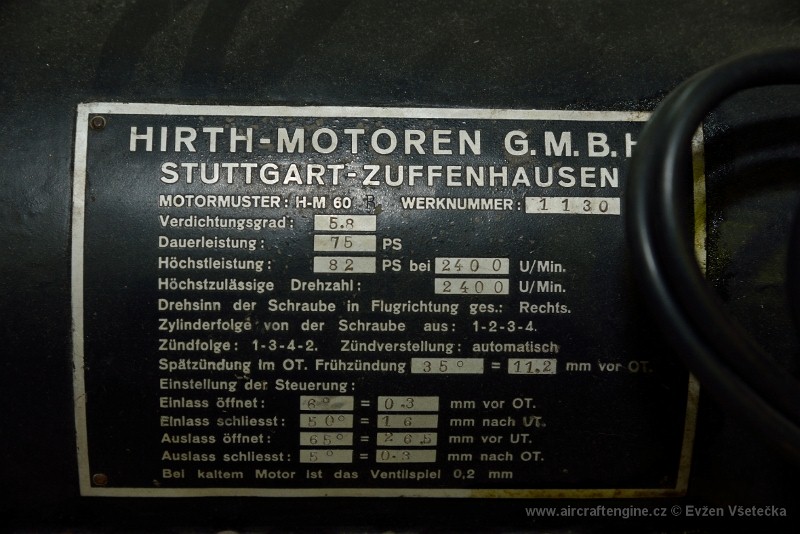 HIRTH-MOTOREN G.M.B.H
STUTTGART-ZUFFENHAUSEN
MOTORMUSTER: H-M 60 R WERKNUMMER: 1130
Verdichtungsgrad: 5.8
Dauerleistung: 75 PS
Höchstleistung: 82 PS bei 2400 U/Min.
Höchstzulässige Drehzahl: 2400 U/Min.
Drehsinn der Schraube in Flugrichtung ges.: Rechts.
Zylinderfolge von der Schraube aus: 1-2-3-4.
Zündfolge: 1-3-4-2. Zündverstellung: automatisch
Spätzündung im OT. Frühzündung 35° = 11,2 mm vor OT.
Einstellung der Steuerung:
Einlass öffnet: = 0.3 mm vor OT.
Einlass schliesst: 50° = 16 mm nach UT.
Auslass öffnet: 65° = 26,5 mm vor UT.
Auslass schliesst: 5° = 0.3 mm nach OT.
Bei kaltem Motor ist das Ventilspiel 0,2 mm
www.aircraftengine.cz © Evžen Všetečka